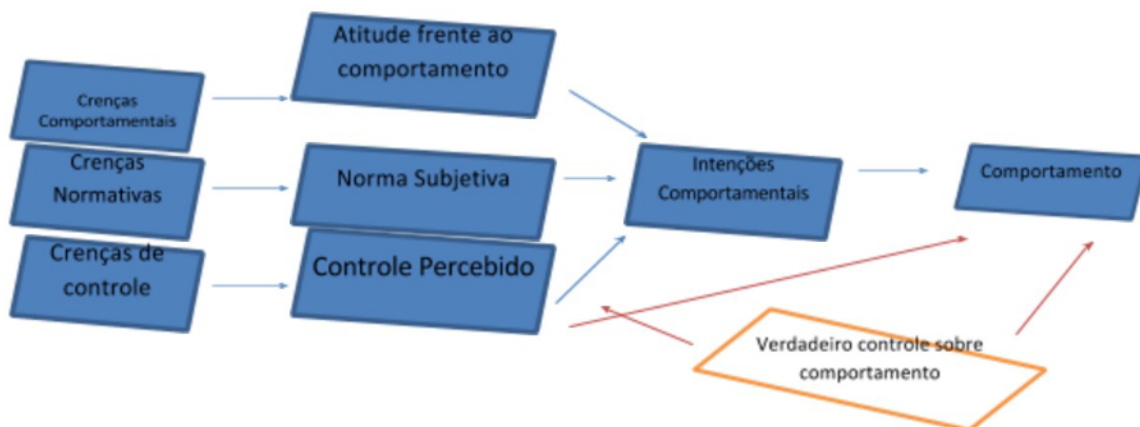 Atitude frente ao
comportamento
Crenças
Comportamentais
Crenças
Normativas
Norma Subjetiva
Intenções
Comportamentais
Comportamento
Crenças de
controle
Controle Percebido
Verdadeiro controle sobre
comportamento